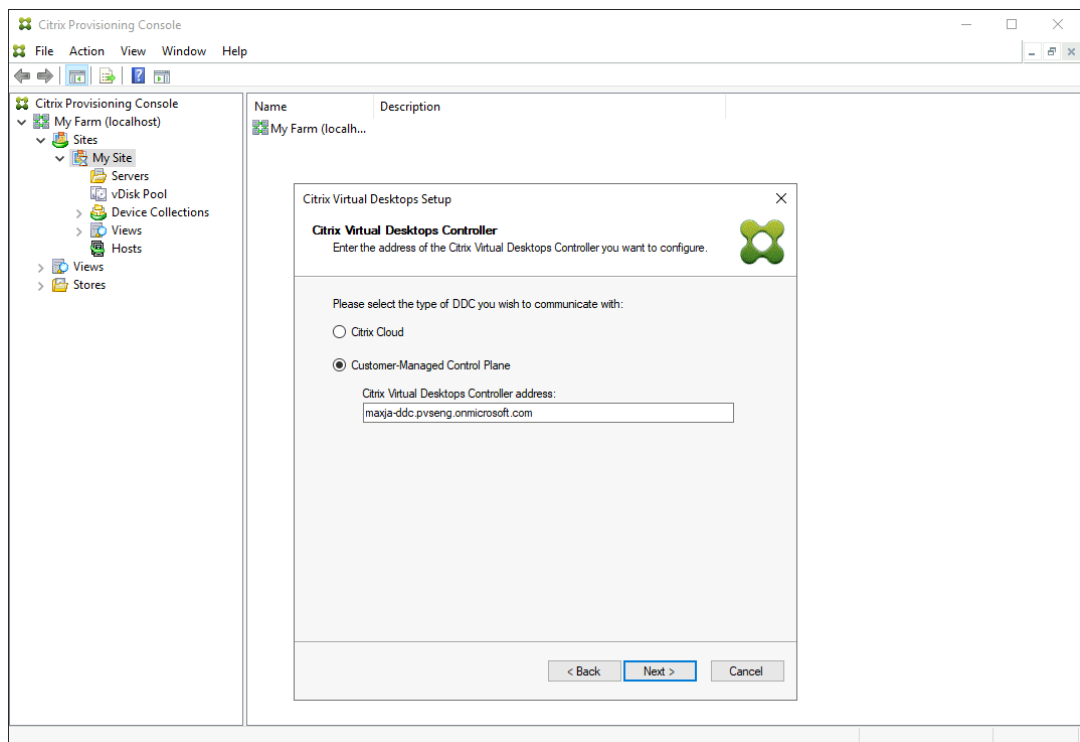 Citrix Provisioning Console
File Action View Window Help
Citrix Provisioning Console
My Farm (localhost)
Sites
My Site
Servers
vDisk Pool
Device Collections
Views
Hosts
Views
Stores
Name Description
My Farm (localh...
Citrix Virtual Desktops Setup
Citrix Virtual Desktops Controller
Enter the address of the Citrix Virtual Desktops Controller you want to configure.
Please select the type of DDC you wish to communicate with:
Citrix Cloud
Customer-Managed Control Plane
Citrix Virtual Desktops Controller address:
maxja-ddc.pvseng.onmicrosoft.com
< Back Next > Cancel